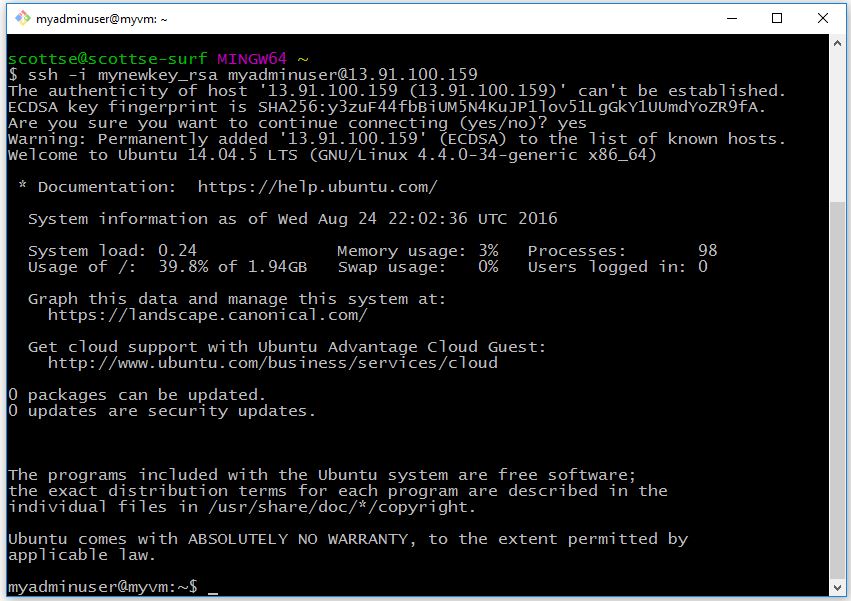 myadminuser@myvm: ~
scottse@scottse-surf MINGW64 ~
$ ssh -i mynewkey_rsa myadminuser@13.91.100.159
The authenticity of host '13.91.100.159 (13.91.100.159)' can't be established.
ECDSA key fingerprint is SHA256:y3zuF44fbBiUM5N4KuJP1lov51LgGkY1UUmdYoZR9fA.
Are you sure you want to continue connecting (yes/no)? yes
Warning: Permanently added '13.91.100.159' (ECDSA) to the list of known hosts.
Welcome to Ubuntu 14.04.5 LTS (GNU/Linux 4.4.0-34-generic x86_64)
* Documentation:  https://help.ubuntu.com/
System information as of Wed Aug 24 22:02:36 UTC 2016
System load: 0.24              Memory usage: 3%   Processes:       98
Usage of /:  39.8% of 1.94GB   Swap usage:   0%   Users logged in: 0
Graph this data and manage this system at:
https://landscape.canonical.com/
Get cloud support with Ubuntu Advantage Cloud Guest:
http://www.ubuntu.com/business/services/cloud
0 packages can be updated.
0 updates are security updates.
The programs included with the Ubuntu system are free software;
the exact distribution terms for each program are described in the
individual files in /usr/share/doc/*/copyright.
Ubuntu comes with ABSOLUTELY NO WARRANTY, to the extent permitted by
applicable law.
myadminuser@myvm:~$ _